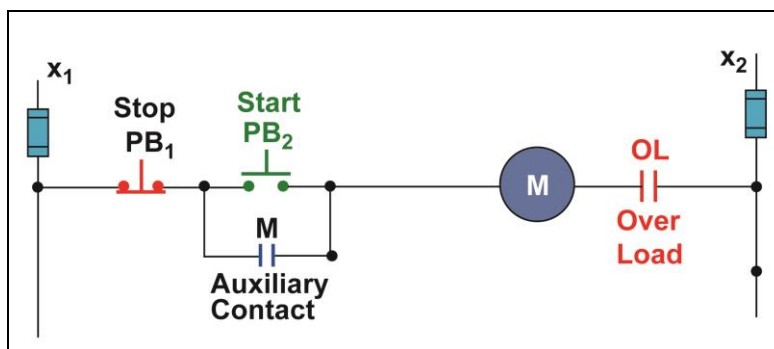 x1
x2
Stop
PB1
Start
PB2
M
Auxiliary
Contact
M
OL
Over
Load